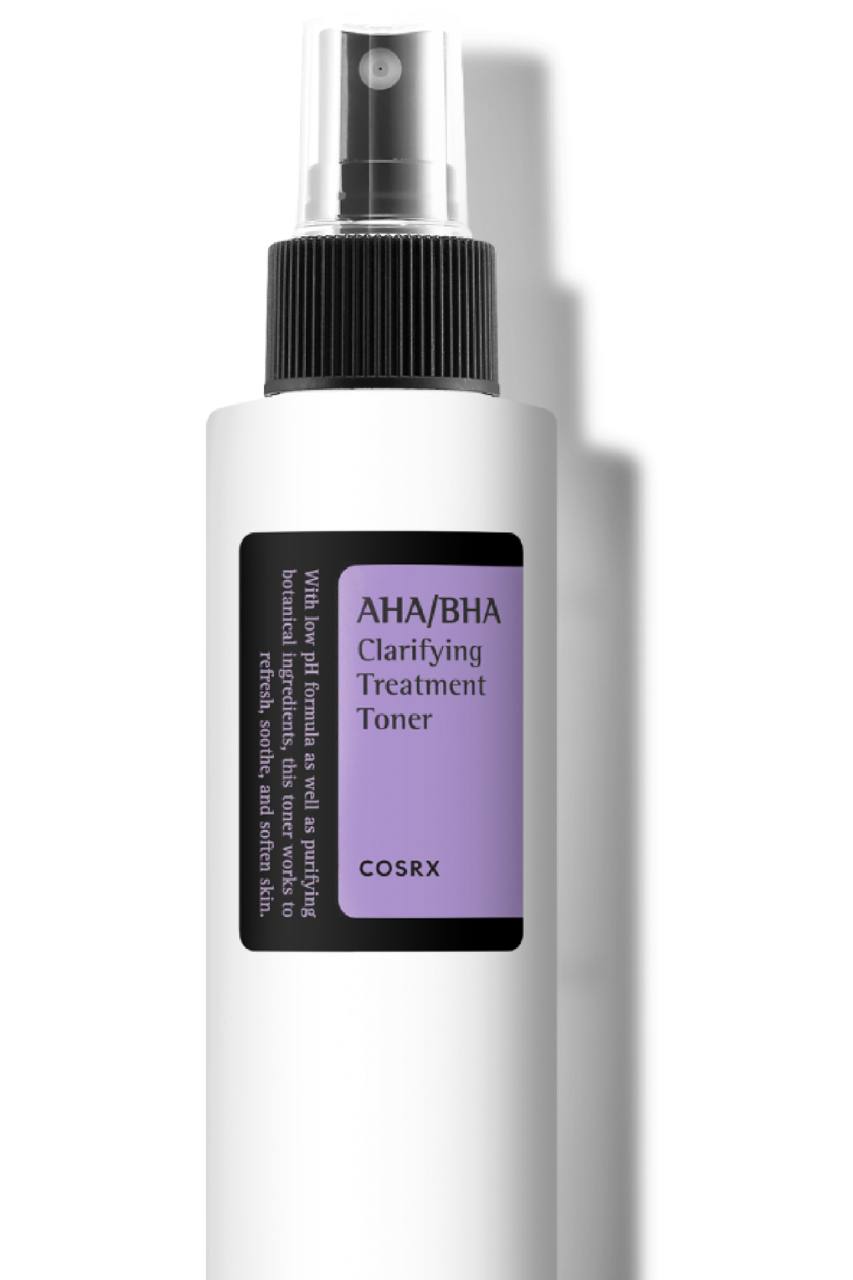 With low pH formula as well as purifying
botanical ingredients, this toner works to
refresh, soothe, and soften skin.
AHA/BHA
Clarifying
Treatment
Toner
COSRX